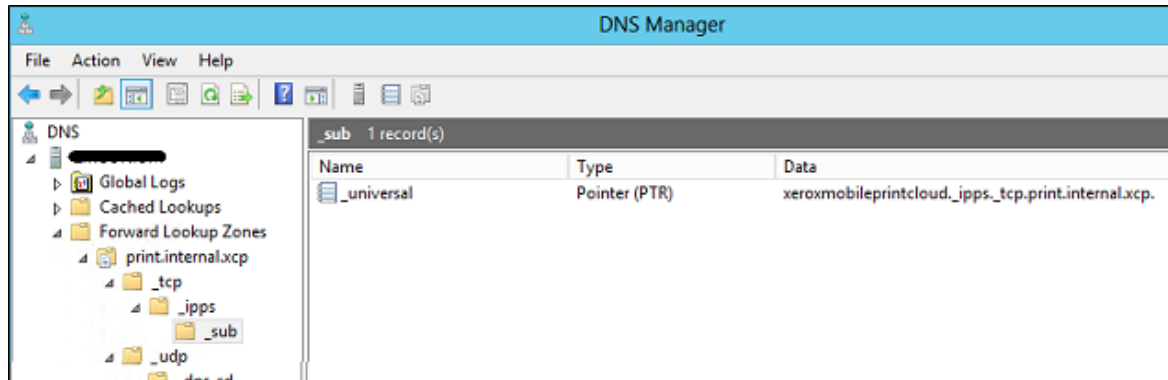 DNS Manager
File Action View Help
DNS
Global Logs
Cached Lookups
Forward Lookup Zones
print.internal.xcp
_tcp
_ipps
_sub
_udp
_sub 1 record(s)
Name Type Data
_universal Pointer (PTR) xeroxmobileprintcloud._ipps._tcp.print.internal.xcp.